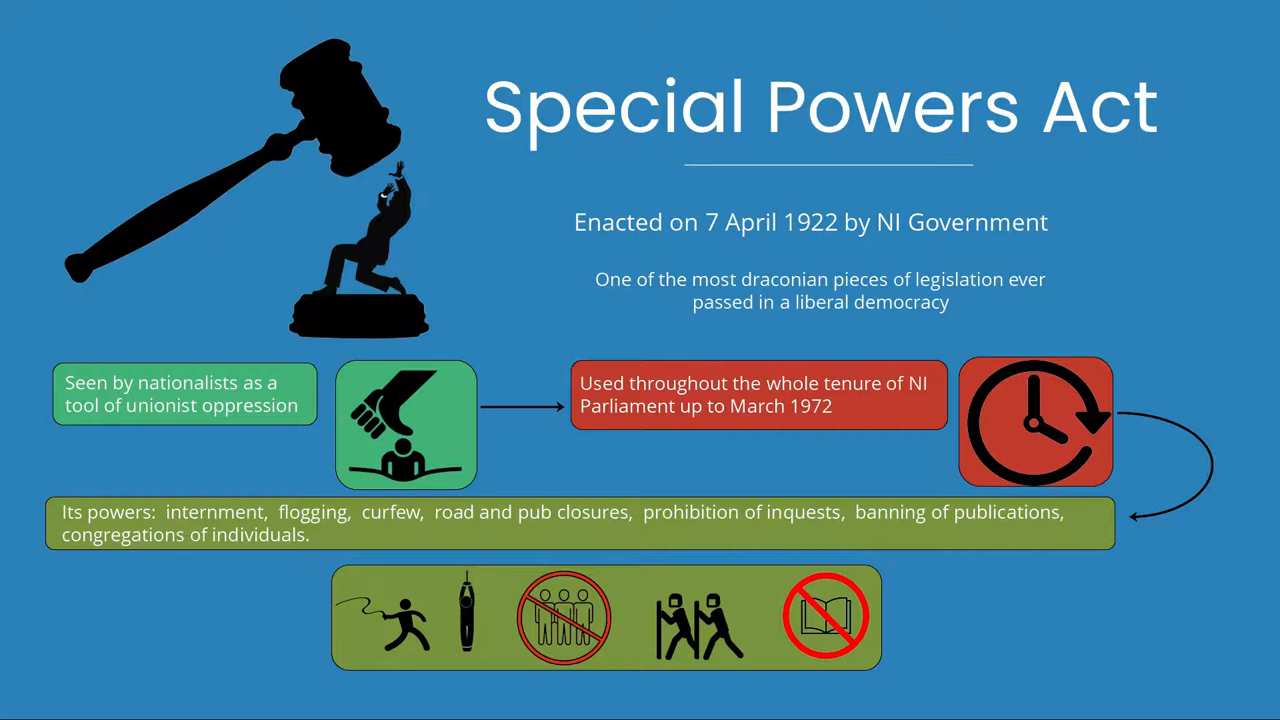 Special Powers Act
Enacted on 7 April 1922 by NI Government
One of the most draconian pieces of legislation ever
passed in a liberal democracy
Seen by nationalists as a
tool of unionist oppression
Used throughout the whole tenure of NI
Parliament up to March 1972
Its powers: internment, flogging, curfew, road and pub closures, prohibition of inquests, banning of publications,
congregations of individuals.